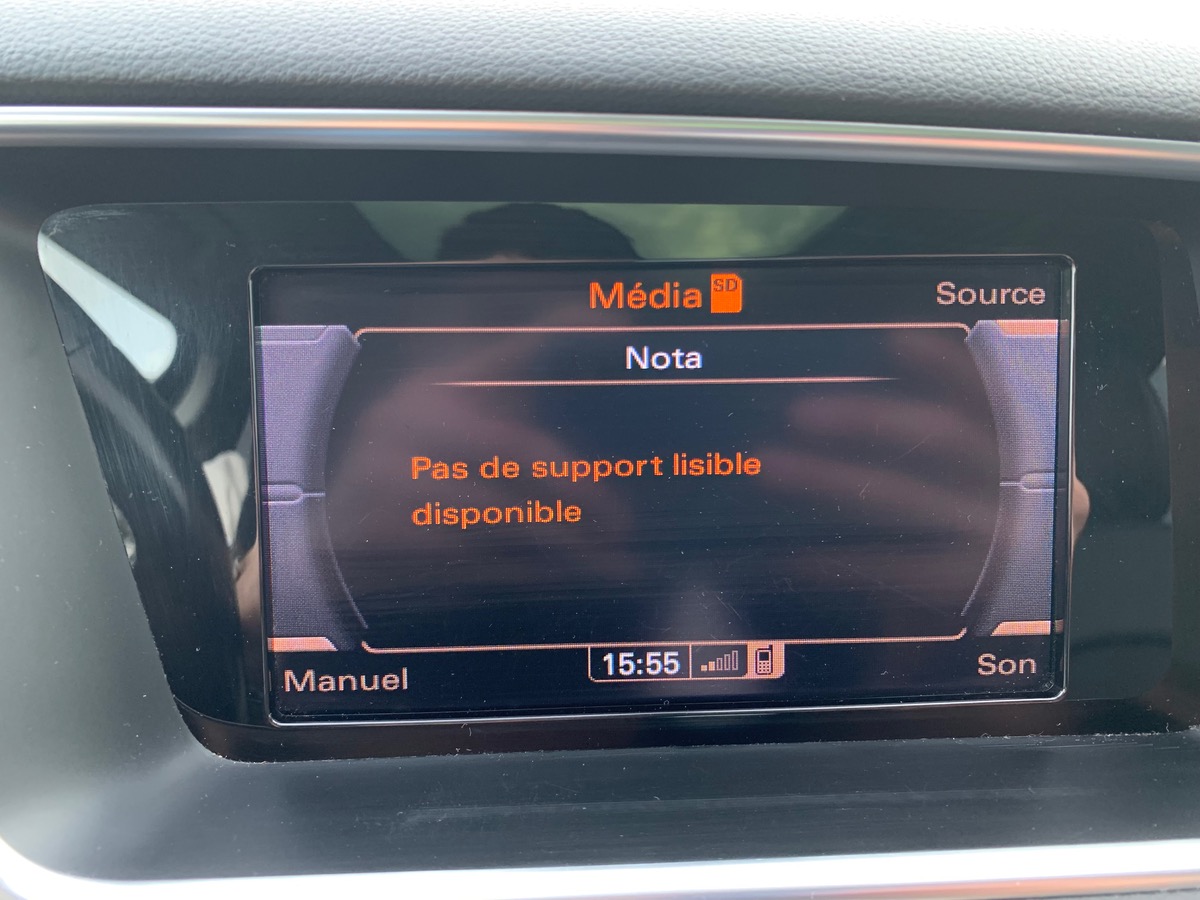 Média SD
Source
Nota
Pas de support lisible
disponible
Manuel
15:55
Son